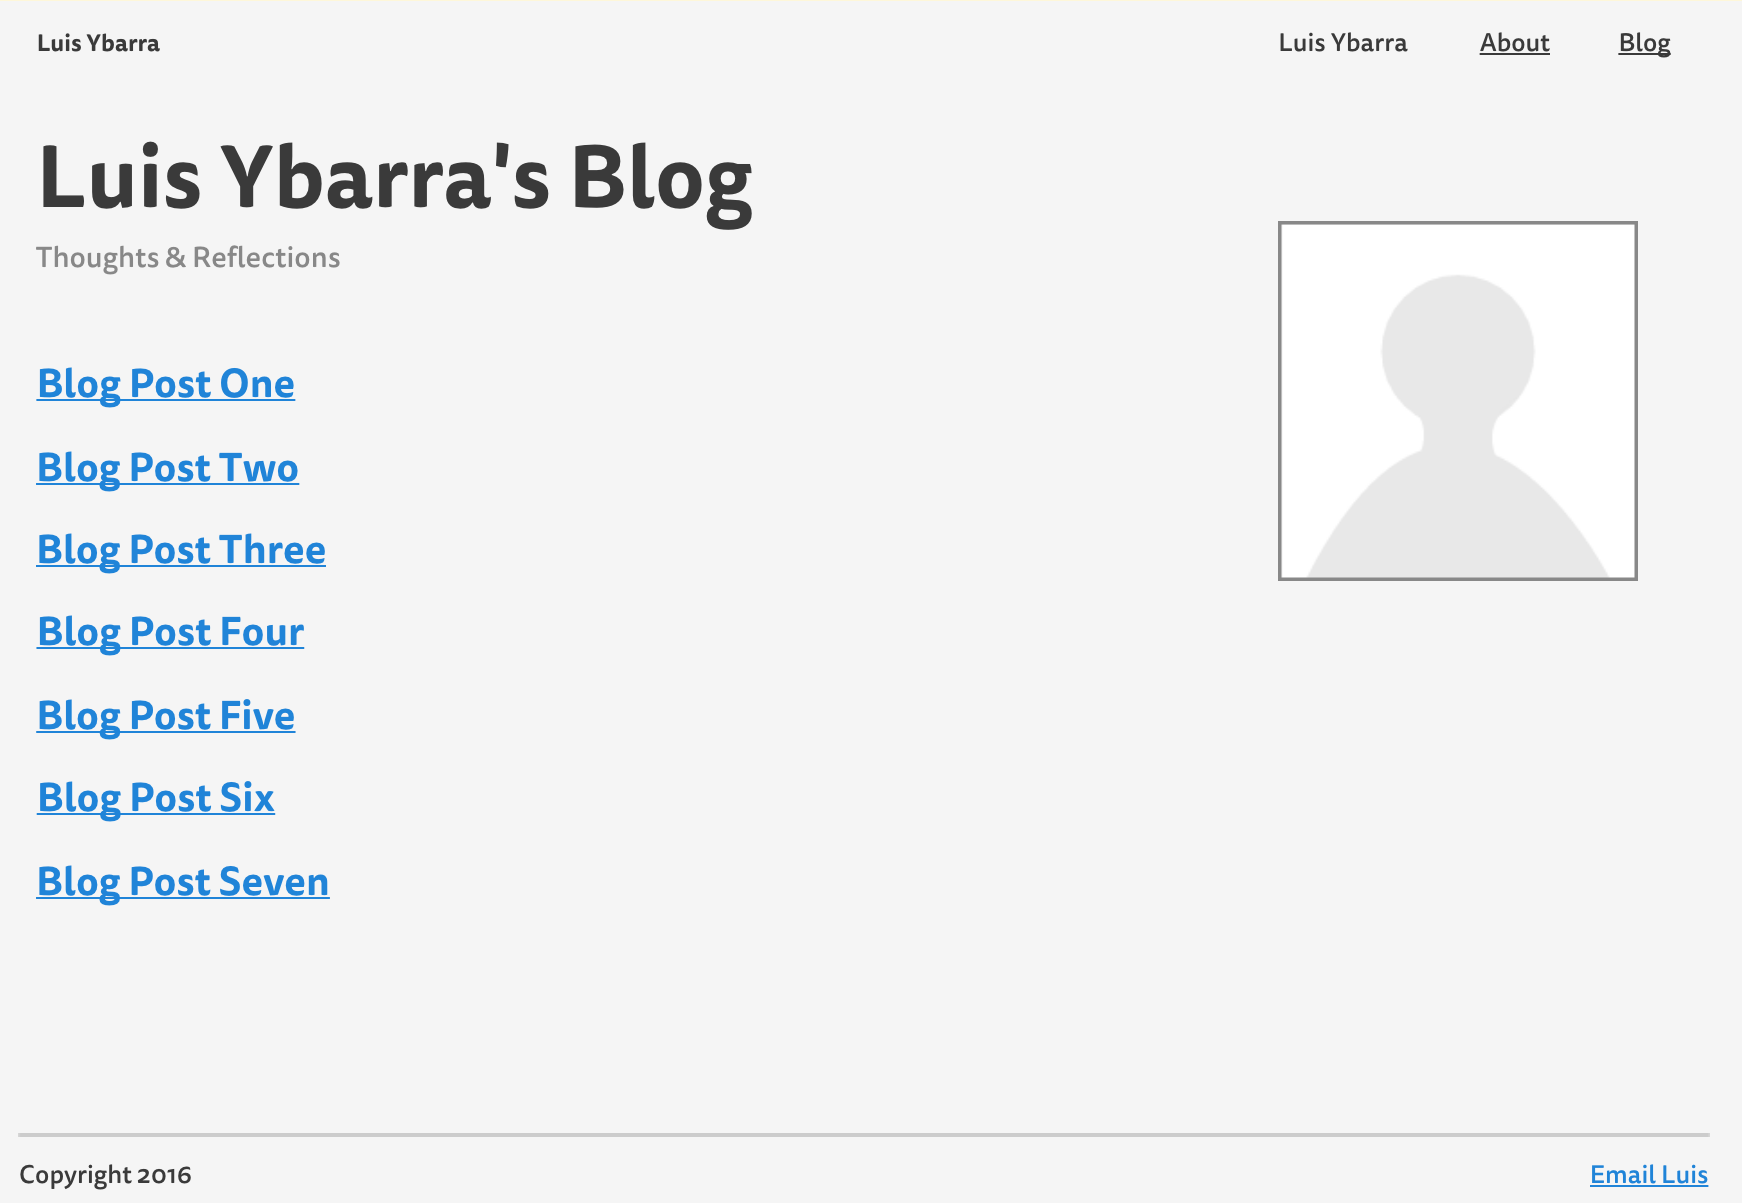 Luis Ybarra Luis Ybarra About Blog
Luis Ybarra's Blog
Thoughts & Reflections
Blog Post One
Blog Post Two
Blog Post Three
Blog Post Four
Blog Post Five
Blog Post Six
Blog Post Seven
Copyright 2016 Email Luis